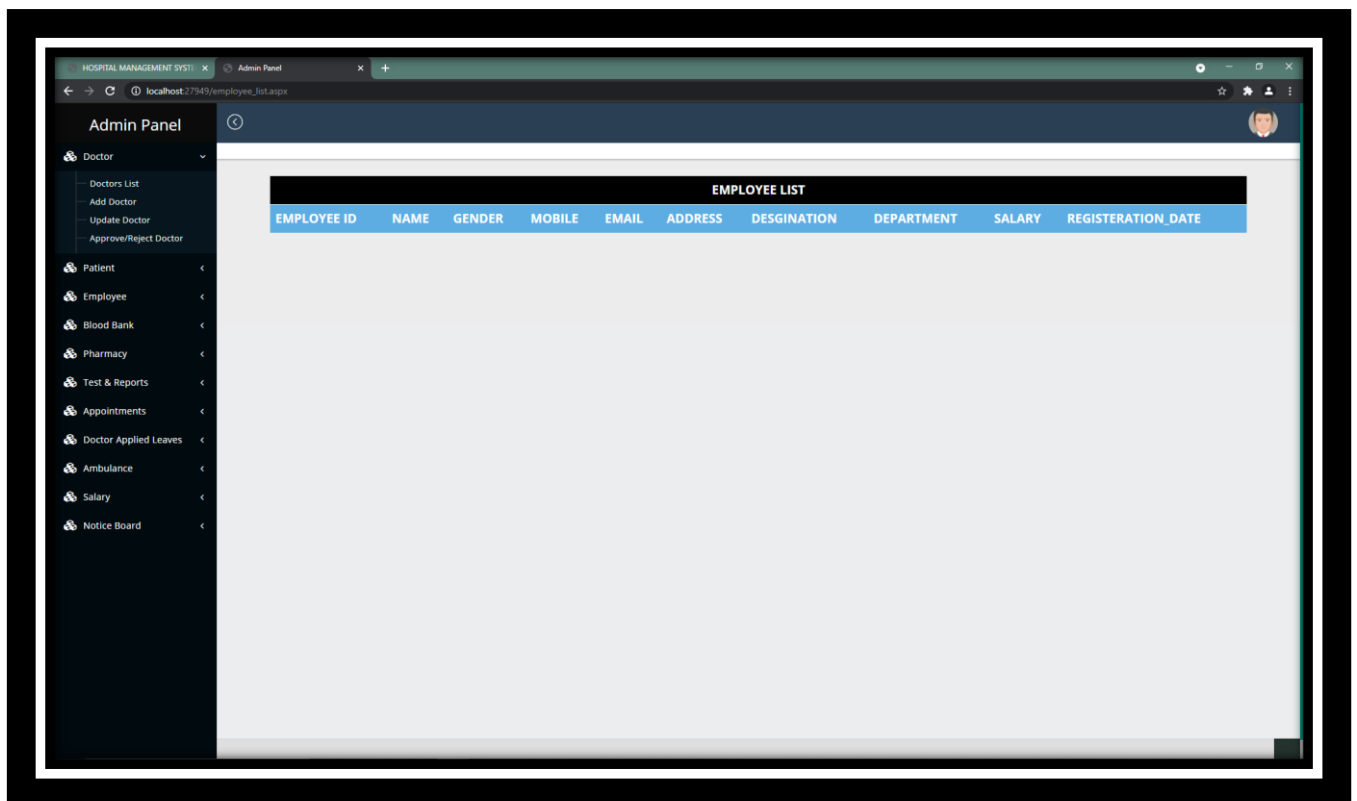 HOSPITAL MANAGEMENT SYSTE
Admin Panel
localhost:27949/employee_list.aspx
Admin Panel
Doctor
Doctors List
Add Doctor
Update Doctor
Approve/Reject Doctor
Patient
Employee
Blood Bank
Pharmacy
Test & Reports
Appointments
Doctor Applied Leaves
Ambulance
Salary
Notice Board
EMPLOYEE LIST
EMPLOYEE ID NAME GENDER MOBILE EMAIL ADDRESS DESGINATION DEPARTMENT SALARY REGISTERATION_DATE